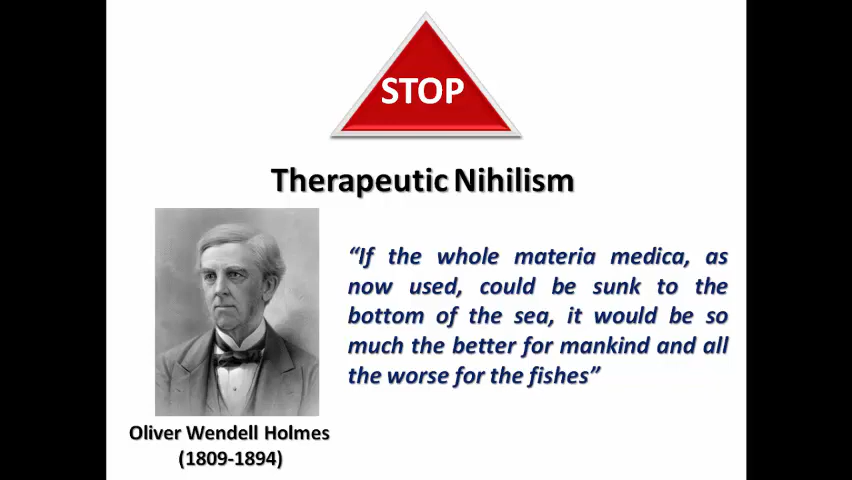 STOP
Therapeutic Nihilism
“If the whole materia medica, as
now used, could be sunk to the
bottom of the sea, it would be so
much the better for mankind and all
the worse for the fishes”
Oliver Wendell Holmes
(1809-1894)